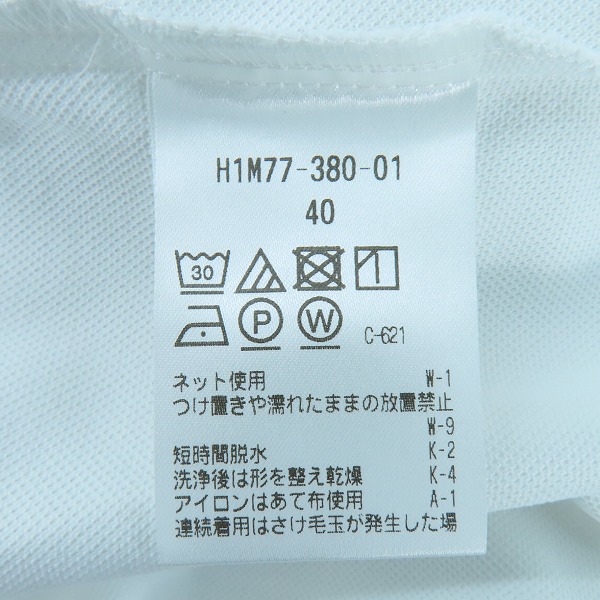 H1M77-380-01
40
30
P W C-621
ネット使用 W-1
つけ置きや濡れたままの放置禁止
W-9
短時間脱水 K-2
洗浄後は形を整え乾燥 K-4
アイロンはあて布使用 A-1
連続着用はさけ毛玉が発生した場